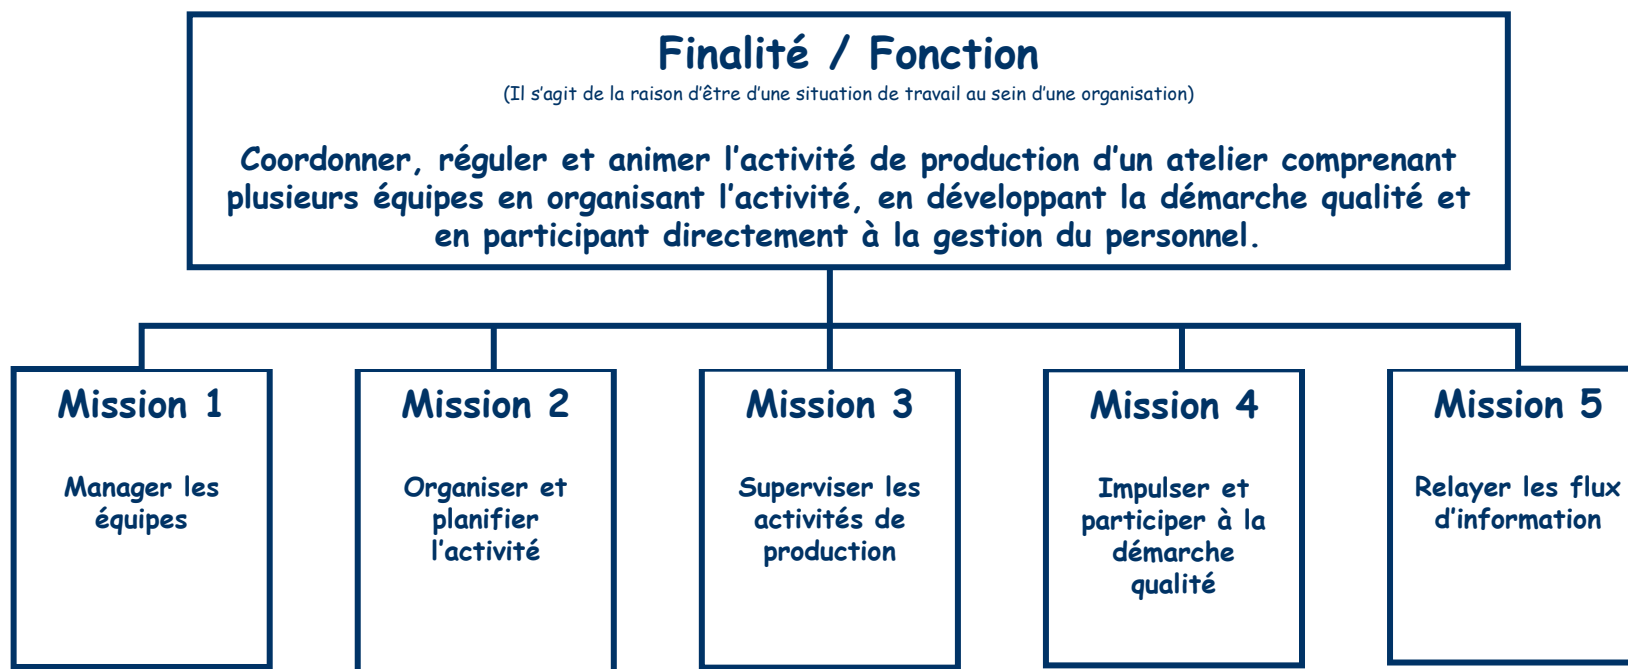 Finalité / Fonction
(Il s’agit de la raison d’être d’une situation de travail au sein d’une organisation)
Coordonner, réguler et animer l’activité de production d’un atelier comprenant
plusieurs équipes en organisant l’activité, en développant la démarche qualité et
en participant directement à la gestion du personnel.
Mission 1
Manager les
équipes
Mission 2
Organiser et
planifier
l’activité
Mission 3
Superviser les
activités de
production
Mission 4
Impulser et
participer à la
démarche
qualité
Mission 5
Relayer les flux
d’information